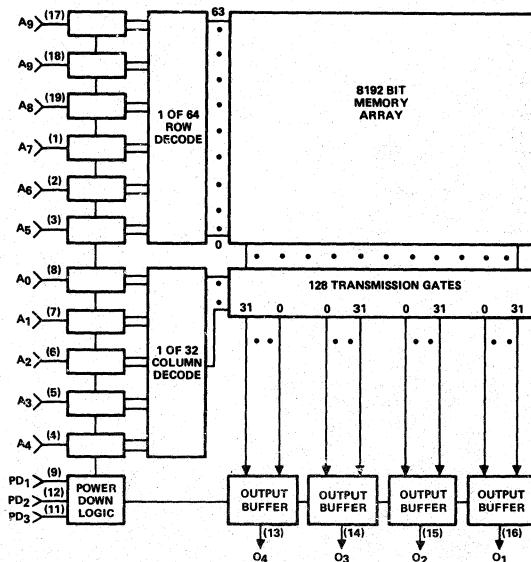 A9 (17)
A9 (18)
A8 (19)
A7 (1)
A6 (2)
A5 (3)
A0 (8)
A1 (7)
A2 (6)
A3 (5)
A4 (4)
PD1 (9)
PD2 (12)
PD3 (11)
POWER
DOWN
LOGIC
1 OF 64
ROW
DECODE
63
0
8192 BIT
MEMORY
ARRAY
1 OF 32
COLUMN
DECODE
128 TRANSMISSION GATES
31 0 0 31 0 31 0 31
OUTPUT
BUFFER
OUTPUT
BUFFER
OUTPUT
BUFFER
OUTPUT
BUFFER
(13) (14) (15) (16)
O4 O3 O2 O1